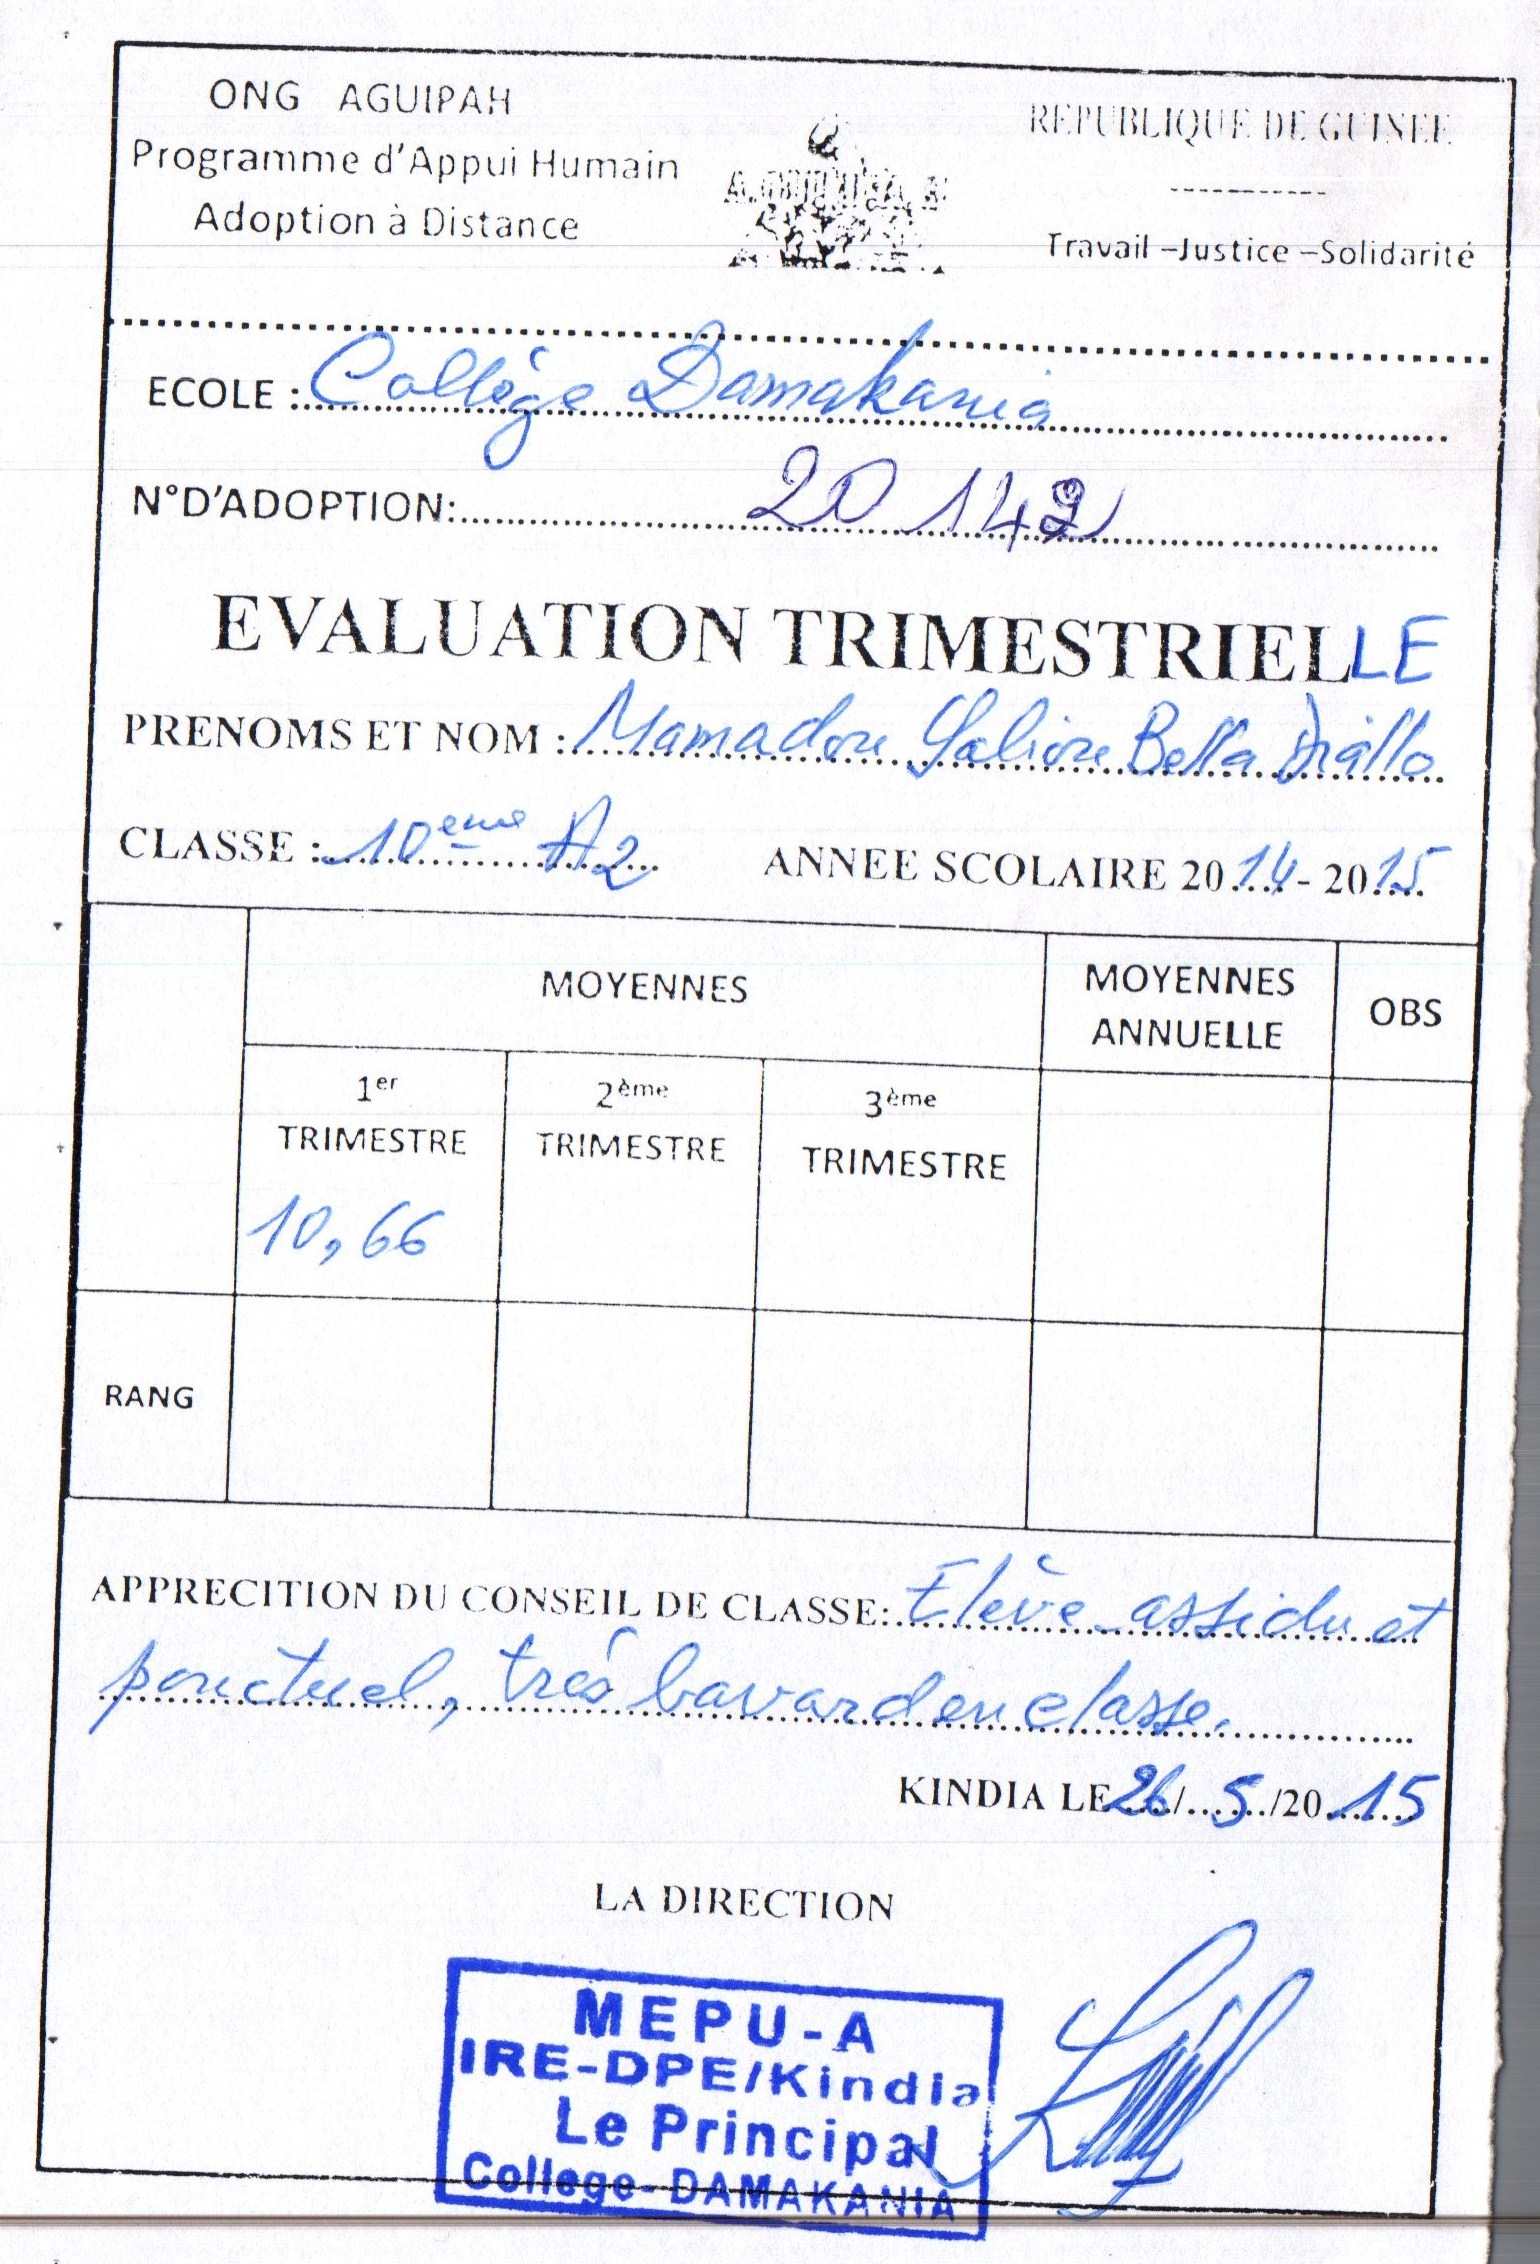 ONG AGUIPAH
Programme d'Appui Humain
Adoption à Distance
REPUBLIQUE DE GUINEE
-----------
Travail –Justice –Solidarité
ECOLE : Collège Damakania
N°D'ADOPTION: 20 142
EVALUATION TRIMESTRIELLE
PRENOMS ET NOM : Mamadou Saliou Bella Diallo
CLASSE : 10ème A2 ANNEE SCOLAIRE 2014 - 2015
MOYENNES
MOYENNES
ANNUELLE
OBS
1er
TRIMESTRE
2ème
TRIMESTRE
3ème
TRIMESTRE
10,66
RANG
APPRECITION DU CONSEIL DE CLASSE: Elève assidu et
ponctuel, trés bavard en classe.
KINDIA LE 26/ 5 /20 15
LA DIRECTION
MEPU-A
IRE-DPE/Kindia
Le Principal
College-DAMAKANIA